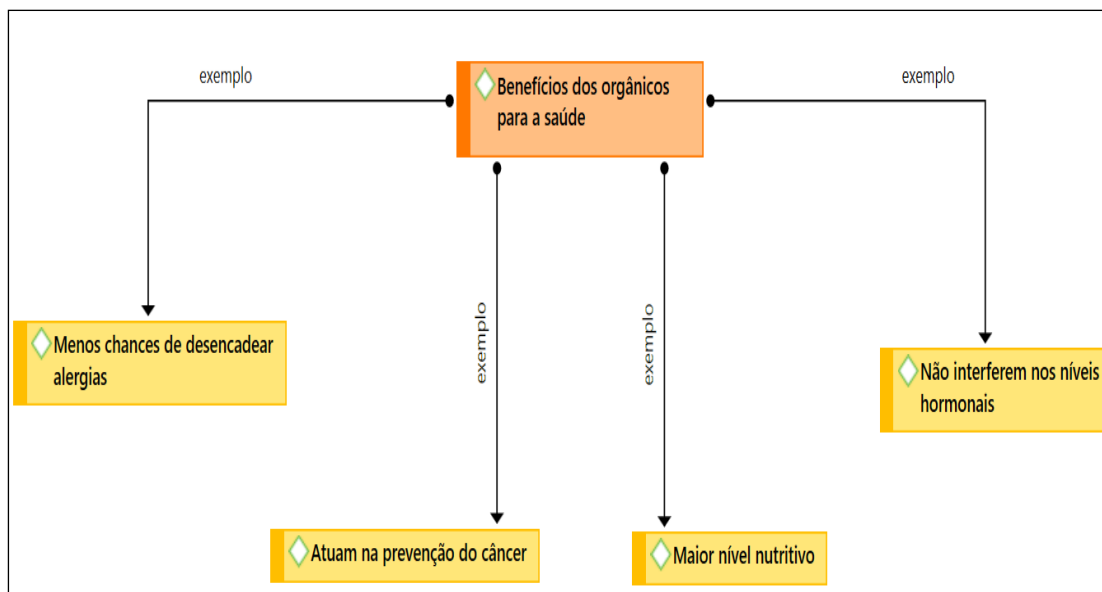 exemplo
Benefícios dos orgânicos
para a saúde
exemplo
exemplo
exemplo
Menos chances de desencadear
alergias
Não interferem nos níveis
hormonais
Atuam na prevenção do câncer
Maior nível nutritivo